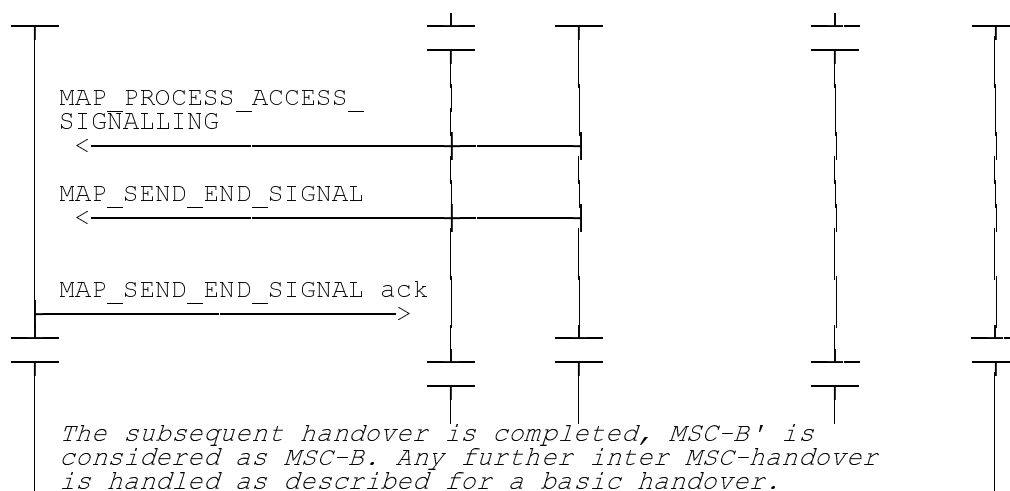 MAP_PROCESS_ACCESS_
SIGNALLING
MAP_SEND_END_SIGNAL
MAP_SEND_END_SIGNAL ack
The subsequent handover is completed, MSC-B' is
considered as MSC-B. Any further inter MSC-handover
is handled as described for a basic handover.